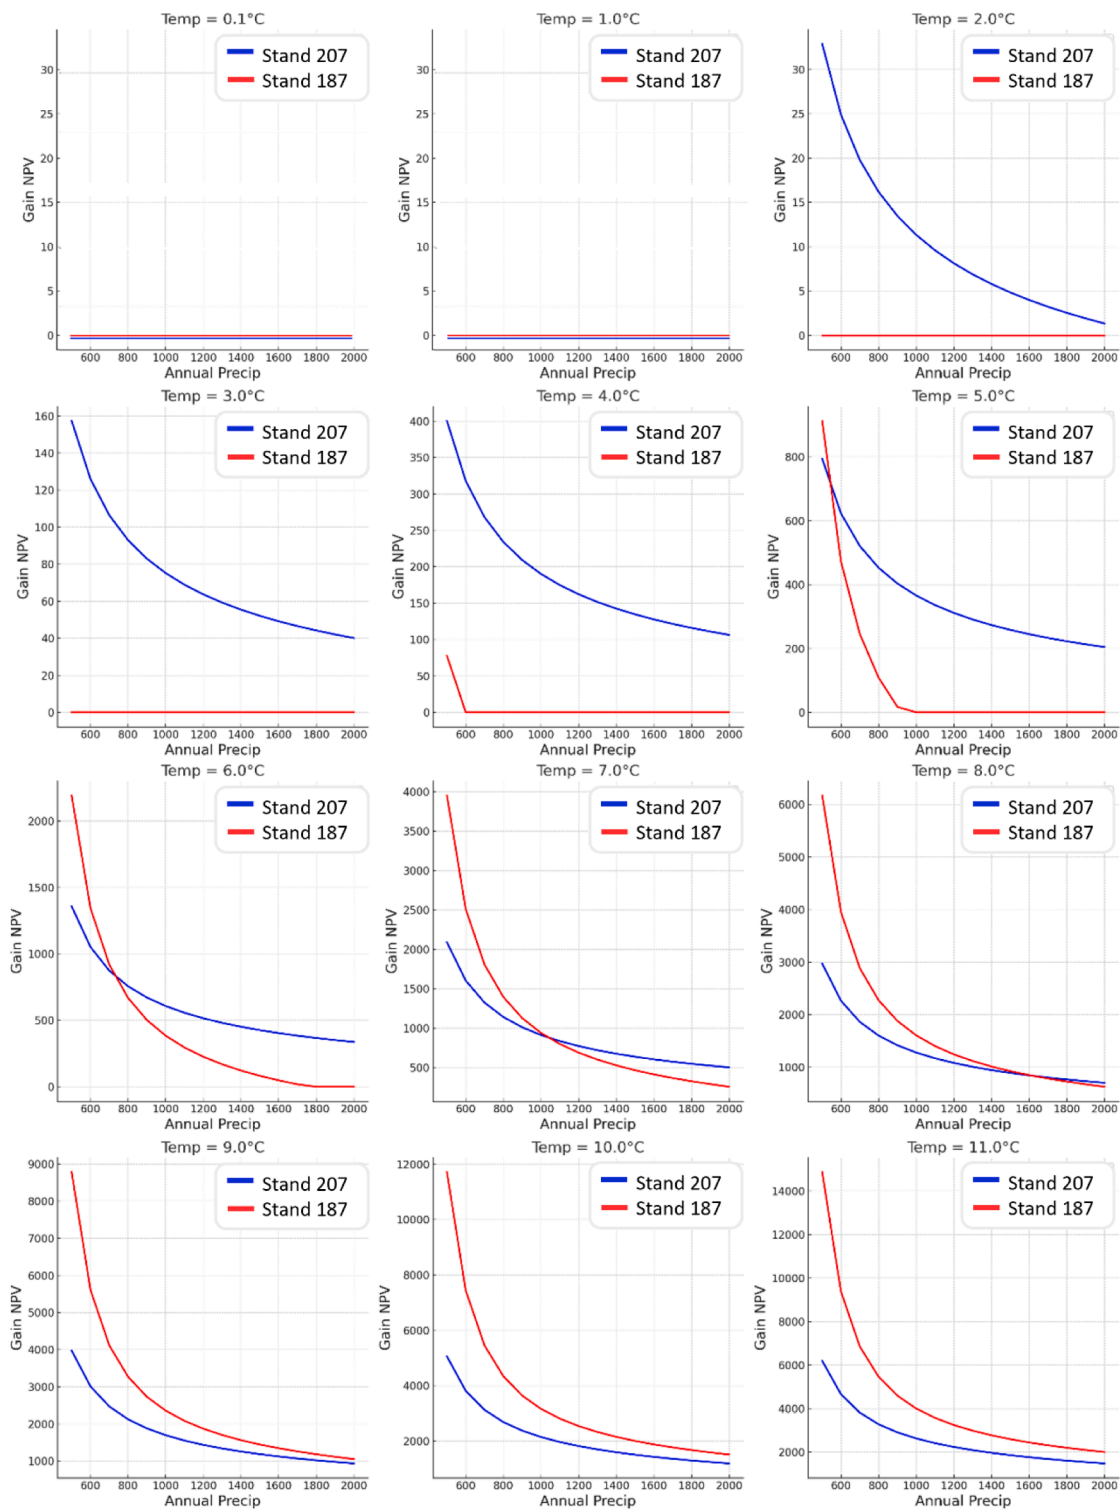 Temp = 0.1°C
Stand 207
Stand 187
Gain NPV
30
25
20
15
10
5
0
600 800 1000 1200 1400 1600 1800 2000
Annual Precip
Temp = 1.0°C
Stand 207
Stand 187
Gain NPV
30
25
20
15
10
5
0
600 800 1000 1200 1400 1600 1800 2000
Annual Precip
Temp = 2.0°C
Stand 207
Stand 187
Gain NPV
30
25
20
15
10
5
0
600 800 1000 1200 1400 1600 1800 2000
Annual Precip
Temp = 3.0°C
Stand 207
Stand 187
Gain NPV
160
140
120
100
80
60
40
20
0
600 800 1000 1200 1400 1600 1800 2000
Annual Precip
Temp = 4.0°C
Stand 207
Stand 187
Gain NPV
400
350
300
250
200
150
100
50
0
600 800 1000 1200 1400 1600 1800 2000
Annual Precip
Temp = 5.0°C
Stand 207
Stand 187
Gain NPV
800
600
400
200
0
600 800 1000 1200 1400 1600 1800 2000
Annual Precip
Temp = 6.0°C
Stand 207
Stand 187
Gain NPV
2000
1500
1000
500
0
600 800 1000 1200 1400 1600 1800 2000
Annual Precip
Temp = 7.0°C
Stand 207
Stand 187
Gain NPV
4000
3500
3000
2500
2000
1500
1000
500
600 800 1000 1200 1400 1600 1800 2000
Annual Precip
Temp = 8.0°C
Stand 207
Stand 187
Gain NPV
6000
5000
4000
3000
2000
1000
600 800 1000 1200 1400 1600 1800 2000
Annual Precip
Temp = 9.0°C
Stand 207
Stand 187
Gain NPV
9000
8000
7000
6000
5000
4000
3000
2000
1000
600 800 1000 1200 1400 1600 1800 2000
Annual Precip
Temp = 10.0°C
Stand 207
Stand 187
Gain NPV
12000
10000
8000
6000
4000
2000
600 800 1000 1200 1400 1600 1800 2000
Annual Precip
Temp = 11.0°C
Stand 207
Stand 187
Gain NPV
14000
12000
10000
8000
6000
4000
2000
600 800 1000 1200 1400 1600 1800 2000
Annual Precip